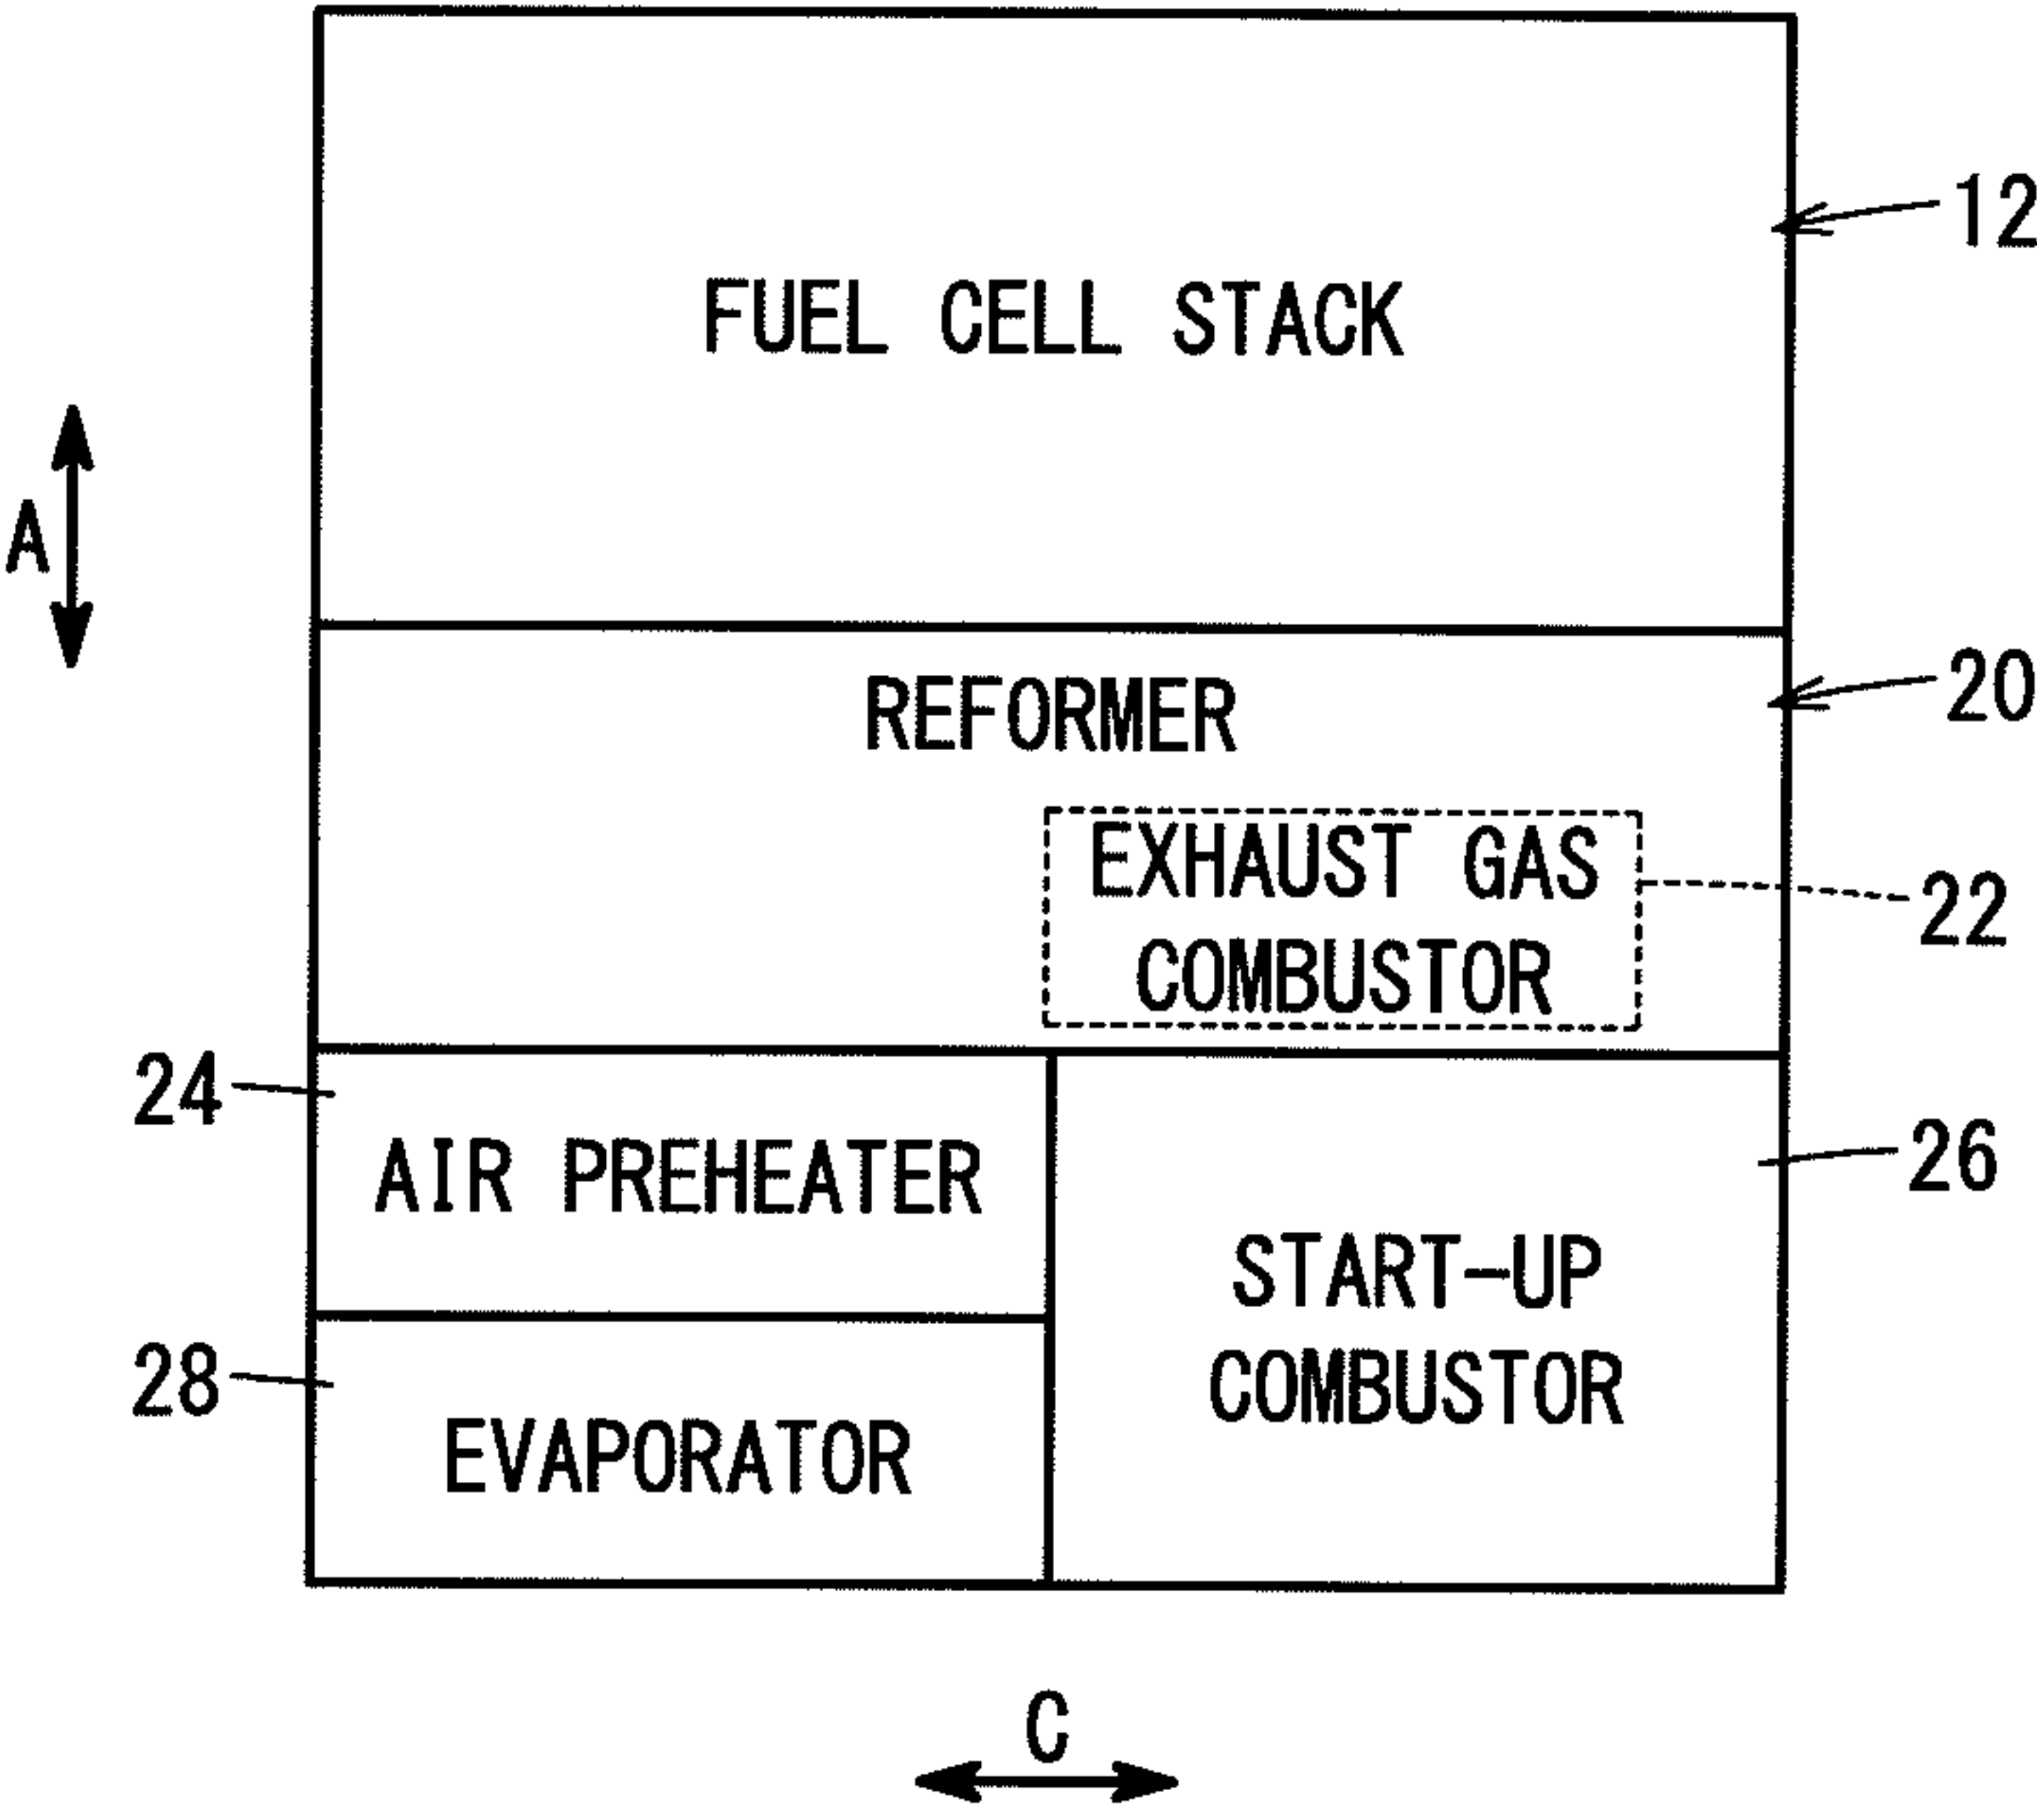 12
FUEL CELL STACK
A
20
REFORMER
EXHAUST GAS
COMBUSTOR
22
24
AIR PREHEATER
26
START-UP
COMBUSTOR
28
EVAPORATOR
C